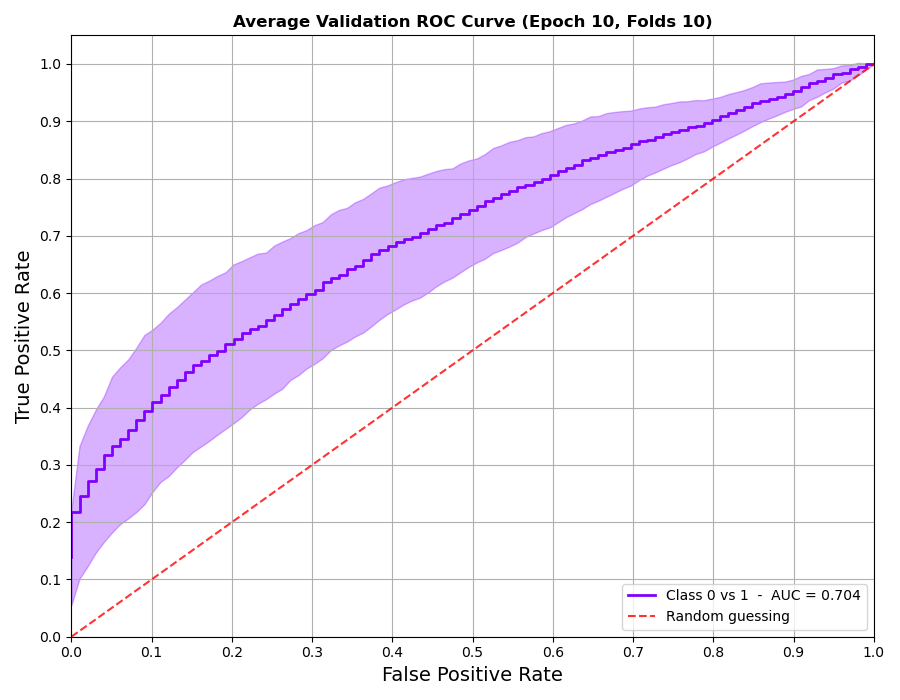 Average Validation ROC Curve (Epoch 10, Folds 10)
True Positive Rate
1.0
0.9
0.8
0.7
0.6
0.5
0.4
0.3
0.2
0.1
0.0
0.0 0.1 0.2 0.3 0.4 0.5 0.6 0.7 0.8 0.9 1.0
False Positive Rate
Class 0 vs 1 - AUC = 0.704
Random guessing